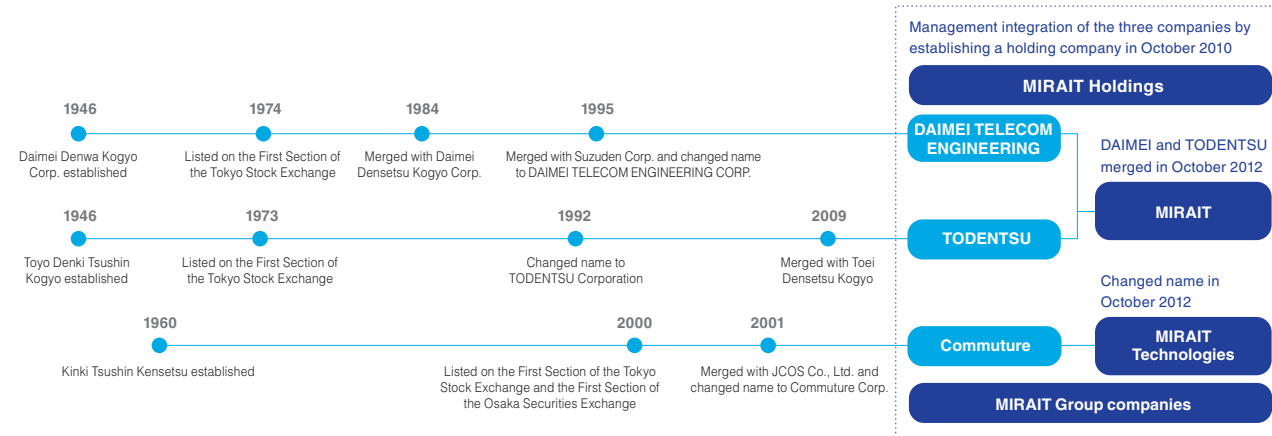 Management integration of the three companies by
establishing a holding company in October 2010
MIRAIT Holdings
1946
1974
1984
1995
Daimei Denwa Kogyo
Corp. established
Listed on the First Section of
the Tokyo Stock Exchange
Merged with Daimei
Densetsu Kogyo Corp.
Merged with Suzuden Corp. and changed name
to DAIMEI TELECOM ENGINEERING CORP.
DAIMEI TELECOM
ENGINEERING
DAIMEI and TODENTSU
merged in October 2012
MIRAIT
1946
1973
1992
2009
Toyo Denki Tsushin
Kogyo established
Listed on the First Section of
the Tokyo Stock Exchange
Changed name to
TODENTSU Corporation
Merged with Toei
Densetsu Kogyo
TODENTSU
1960
2000
2001
Kinki Tsushin Kensetsu established
Listed on the First Section of the Tokyo
Stock Exchange and the First Section of
the Osaka Securities Exchange
Merged with JCOS Co., Ltd. and
changed name to Commuture Corp.
Commuture
Changed name in
October 2012
MIRAIT
Technologies
MIRAIT Group companies